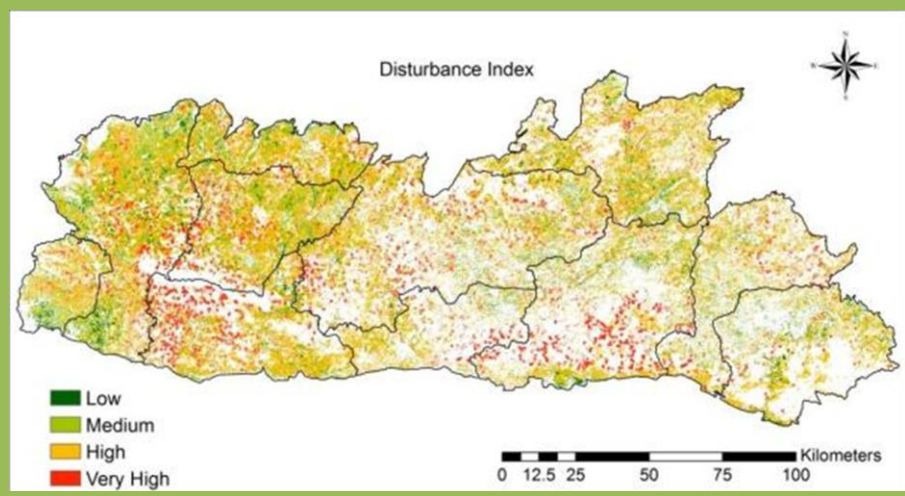 Disturbance Index
N
W E
S
Low
Medium
High
Very High
Kilometers
0 12.5 25 50 75 100